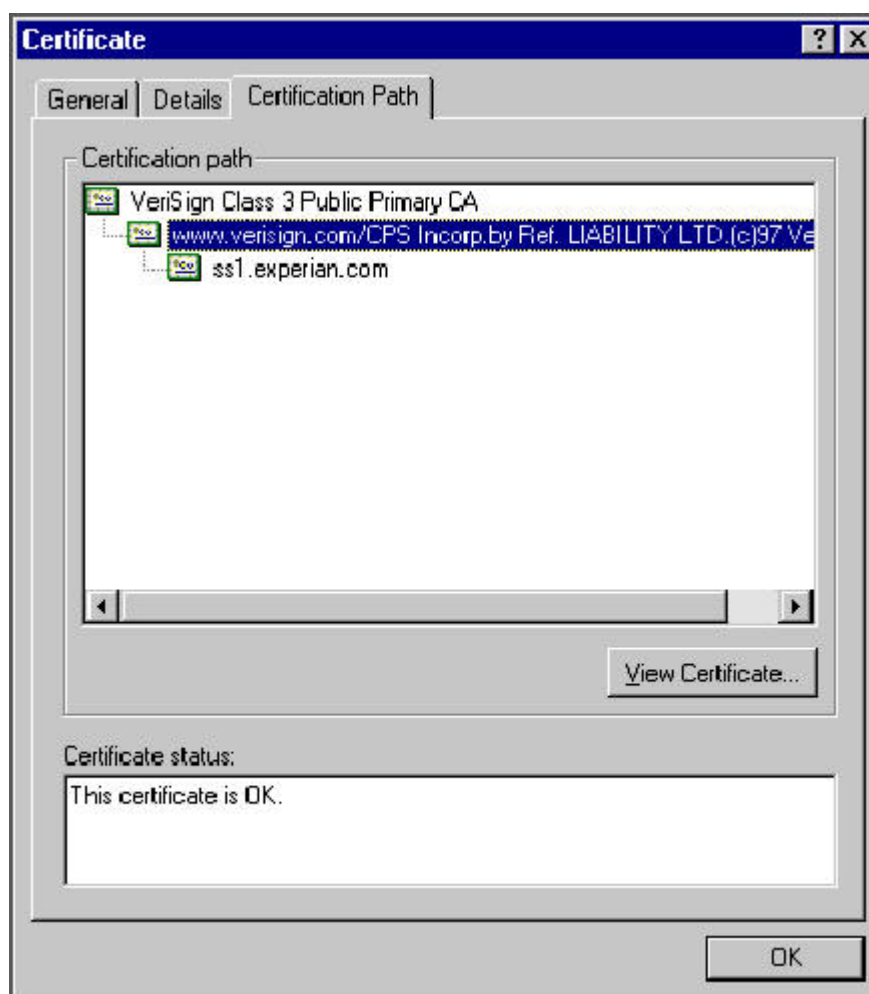 Certificate
General
Details
Certification Path
Certification path
VeriSign Class 3 Public Primary CA
www.verisign.com/CPS Incorp.by Ref. LIABILITY LTD.(c)97 Ve
ss1.experian.com
View Certificate...
Certificate status:
This certificate is OK.
OK